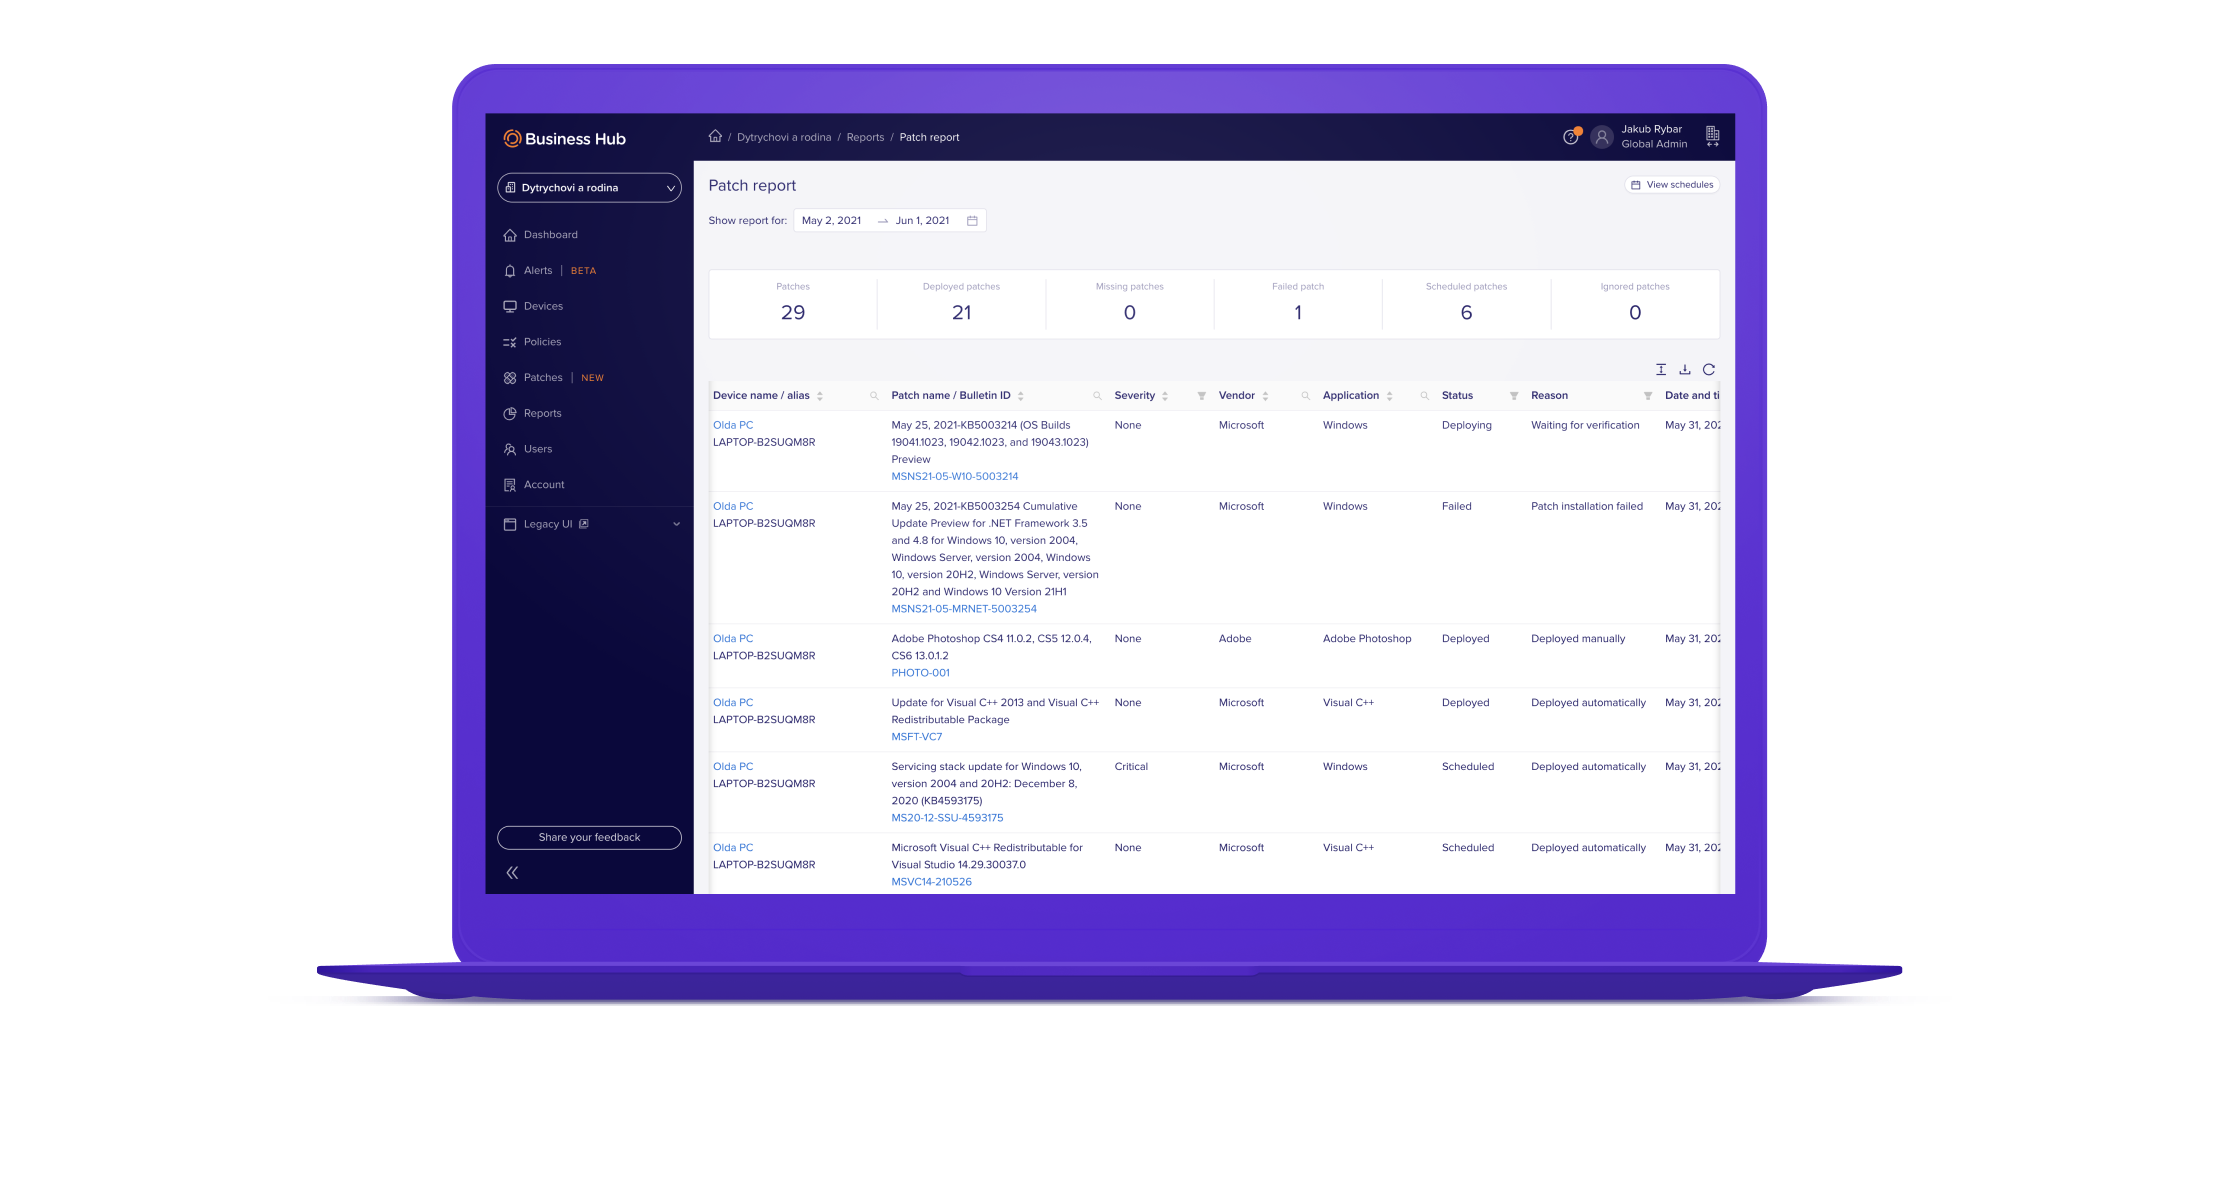 Business Hub
/ Dytrychovi a rodina / Reports / Patch report
Jakub Rybar
Global Admin
Dytrychovi a rodina
Dashboard
Alerts | BETA
Devices
Policies
Patches | NEW
Reports
Users
Account
Legacy UI
Share your feedback
Patch report
View schedules
Show report for: May 2, 2021 → Jun 1, 2021
Patches
29
Deployed patches
21
Missing patches
0
Failed patch
1
Scheduled patches
6
Ignored patches
0
Device name / alias Patch name / Bulletin ID Severity Vendor Application Status Reason Date and ti
Olda PC May 25, 2021-KB5003214 (OS Builds None Microsoft Windows Deploying Waiting for verification May 31, 202
LAPTOP-B2SUQM8R 19041.1023, 19042.1023, and 19043.1023)
Preview
MSNS21-05-W10-5003214
Olda PC May 25, 2021-KB5003254 Cumulative None Microsoft Windows Failed Patch installation failed May 31, 202
LAPTOP-B2SUQM8R Update Preview for .NET Framework 3.5
and 4.8 for Windows 10, version 2004,
Windows Server, version 2004, Windows
10, version 20H2, Windows Server, version
20H2 and Windows 10 Version 21H1
MSNS21-05-MRNET-5003254
Olda PC Adobe Photoshop CS4 11.0.2, CS5 12.0.4, None Adobe Adobe Photoshop Deployed Deployed manually May 31, 202
LAPTOP-B2SUQM8R CS6 13.0.1.2
PHOTO-001
Olda PC Update for Visual C++ 2013 and Visual C++ None Microsoft Visual C++ Deployed Deployed automatically May 31, 202
LAPTOP-B2SUQM8R Redistributable Package
MSFT-VC7
Olda PC Servicing stack update for Windows 10, Critical Microsoft Windows Scheduled Deployed automatically May 31, 202
LAPTOP-B2SUQM8R version 2004 and 20H2: December 8,
2020 (KB4593175)
MS20-12-SSU-4593175
Olda PC Microsoft Visual C++ Redistributable for None Microsoft Visual C++ Scheduled Deployed automatically May 31, 202
LAPTOP-B2SUQM8R Visual Studio 14.29.30037.0
MSVC14-210526